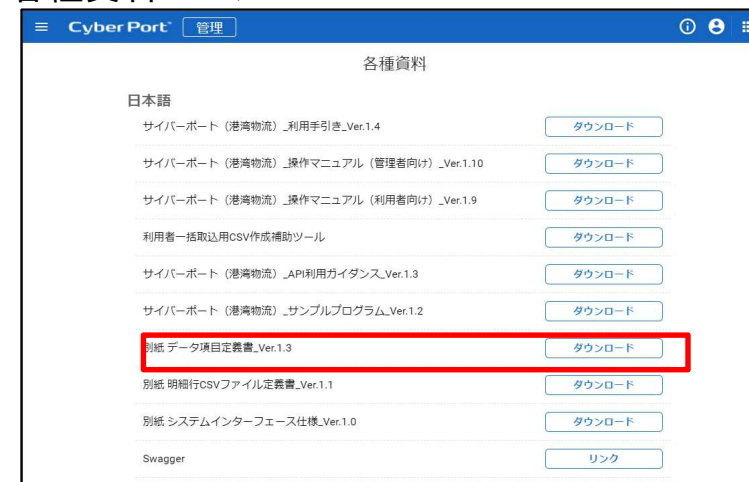 ≡ Cyber Port 管理
各種資料
日本語
サイバーポート（港湾物流）_利用手引き_Ver.1.4 ダウンロード
サイバーポート（港湾物流）_操作マニュアル（管理者向け）_Ver.1.10 ダウンロード
サイバーポート（港湾物流）_操作マニュアル（利用者向け）_Ver.1.9 ダウンロード
利用者一括取込用CSV作成補助ツール ダウンロード
サイバーポート（港湾物流）_API利用ガイダンス_Ver.1.3 ダウンロード
サイバーポート（港湾物流）_サンプルプログラム_Ver.1.2 ダウンロード
別紙 データ項目定義書_Ver.1.3 ダウンロード
別紙 明細行CSVファイル定義書_Ver.1.1 ダウンロード
別紙 システムインターフェース仕様_Ver.1.0 ダウンロード
Swagger リンク